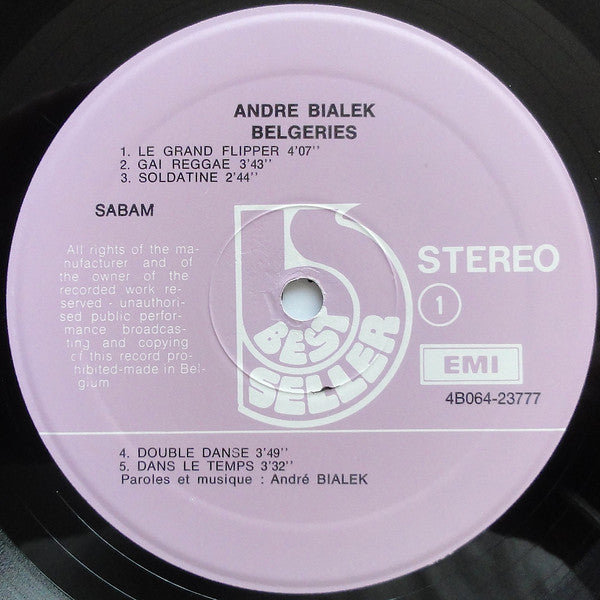 ANDRE BIALEK
BELGERIES
1. LE GRAND FLIPPER 4'07''
2. GAI REGGAE 3'43''
3. SOLDATINE 2'44''
SABAM
All rights of the ma-
nufacturer and of
the owner of the
recorded work re-
served - unauthori-
sed public perfor-
mance broadcas-
ting and copying
of this record pro-
hibited-made in Bel-
gium
BEST
SELLER
STEREO
1
EMI
4B064-23777
4. DOUBLE DANSE 3'49''
5. DANS LE TEMPS 3'32''
Paroles et musique : André BIALEK